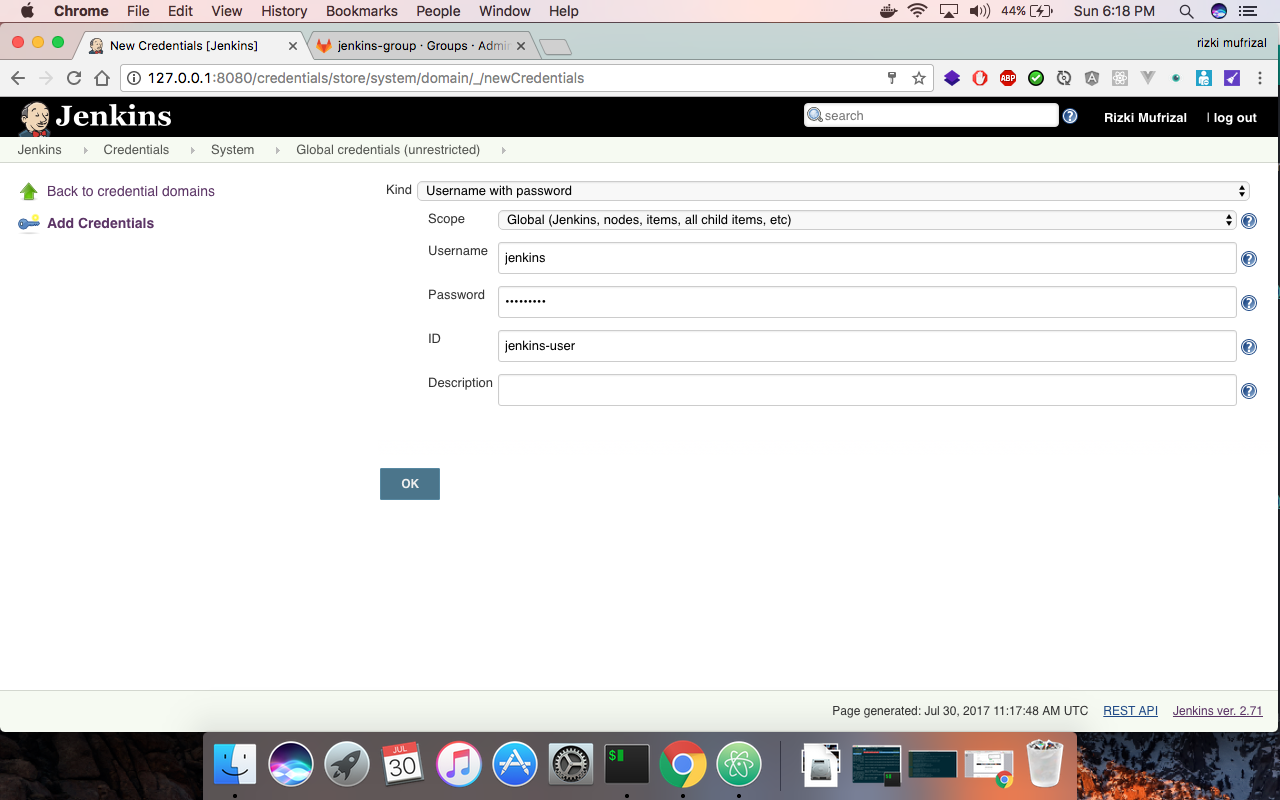 Chrome File Edit View History Bookmarks People Window Help 44% Sun 6:18 PM
New Credentials [Jenkins] jenkins-group · Groups · Admin rizki mufrizal
127.0.0.1:8080/credentials/store/system/domain/_/newCredentials ABP
Jenkins search ? Rizki Mufrizal | log out
Jenkins Credentials System Global credentials (unrestricted)
Back to credential domains
Add Credentials
Kind Username with password
Scope Global (Jenkins, nodes, items, all child items, etc) ?
Username jenkins ?
Password ••••••••• ?
ID jenkins-user ?
Description ?
OK
Page generated: Jul 30, 2017 11:17:48 AM UTC REST API Jenkins ver. 2.71
JUL
30
$